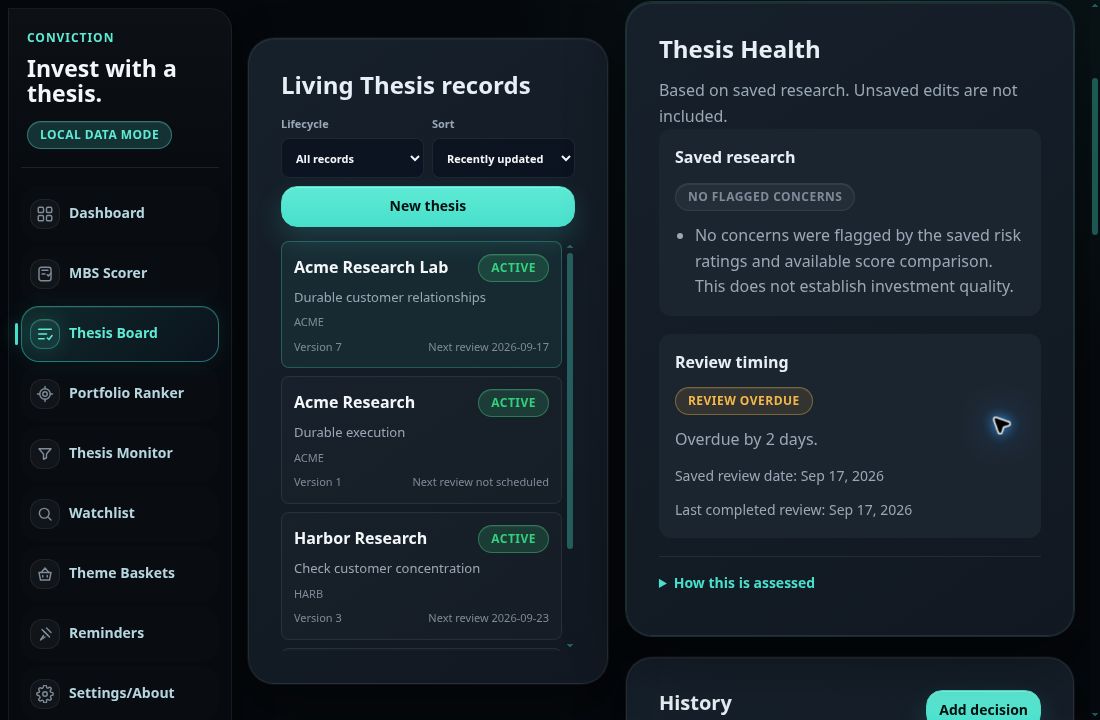 CONVICTION
Invest with a
thesis.
LOCAL DATA MODE
Dashboard
MBS Scorer
Thesis Board
Portfolio Ranker
Thesis Monitor
Watchlist
Theme Baskets
Reminders
Settings/About
Living Thesis records
Lifecycle
Sort
All records
Recently updated
New thesis
Acme Research Lab
ACTIVE
Durable customer relationships
ACME
Version 7
Next review 2026-09-17
Acme Research
ACTIVE
Durable execution
ACME
Version 1
Next review not scheduled
Harbor Research
ACTIVE
Check customer concentration
HARB
Version 3
Next review 2026-09-23
Thesis Health
Based on saved research. Unsaved edits are not
included.
Saved research
NO FLAGGED CONCERNS
• No concerns were flagged by the saved risk
ratings and available score comparison.
This does not establish investment quality.
Review timing
REVIEW OVERDUE
Overdue by 2 days.
Saved review date: Sep 17, 2026
Last completed review: Sep 17, 2026
How this is assessed
History
Add decision